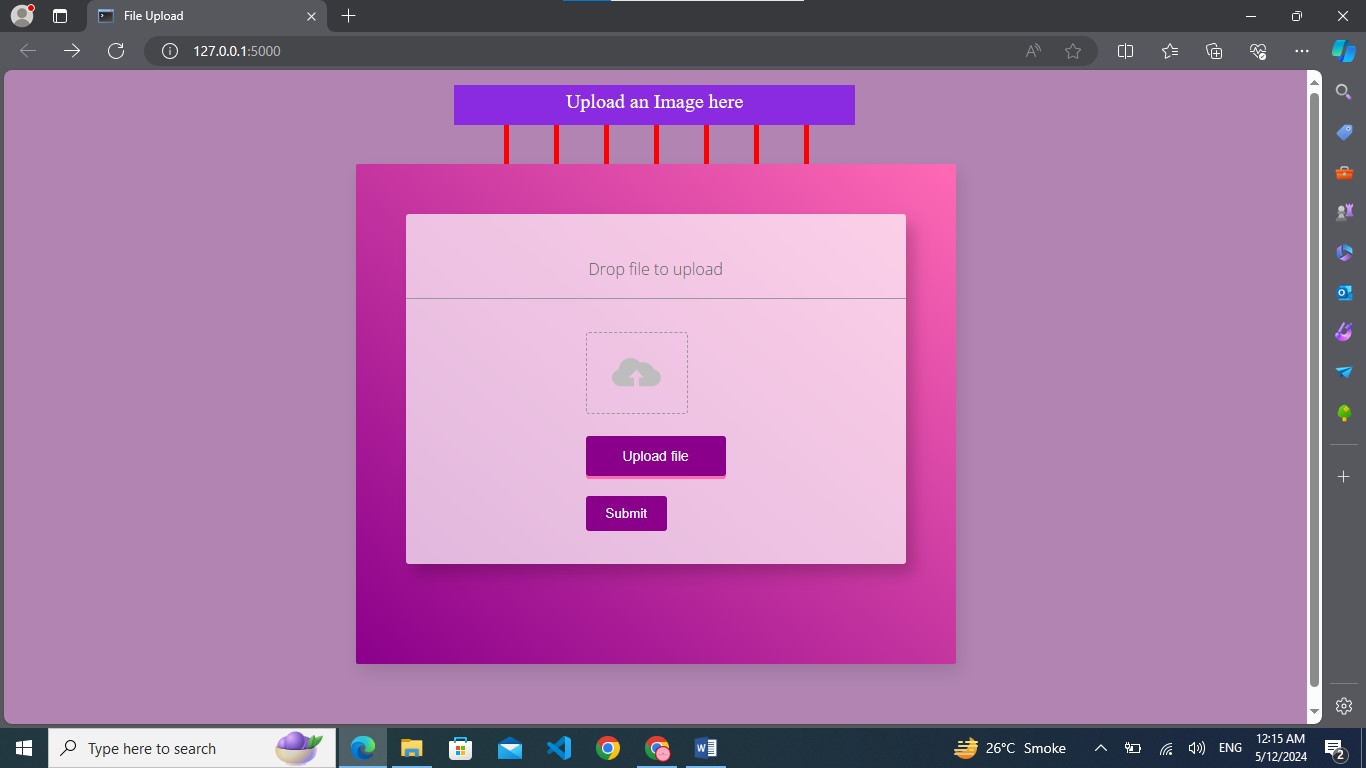 File Upload
127.0.0.1:5000
Upload an Image here
Drop file to upload
Upload file
Submit
Type here to search
26°C Smoke
ENG
12:15 AM
5/12/2024
2